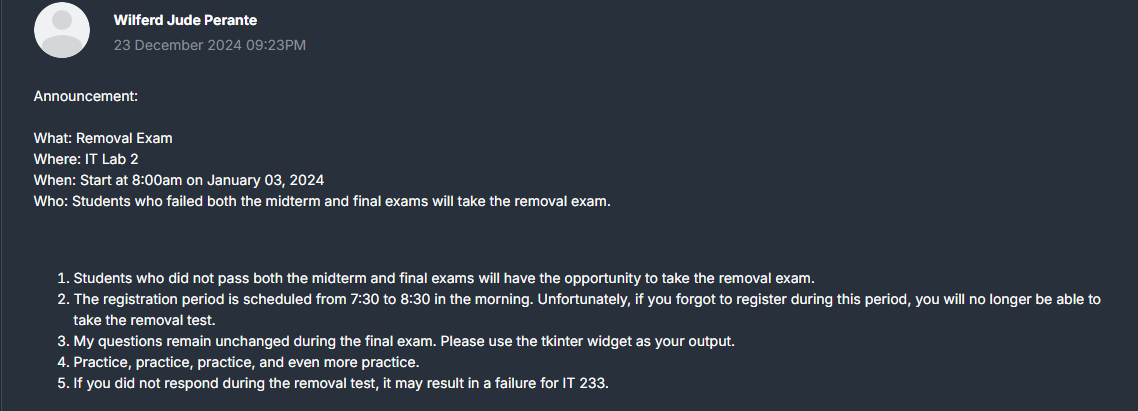 Wilferd Jude Perante
23 December 2024 09:23PM
Announcement:
What: Removal Exam
Where: IT Lab 2
When: Start at 8:00am on January 03, 2024
Who: Students who failed both the midterm and final exams will take the removal exam.
1. Students who did not pass both the midterm and final exams will have the opportunity to take the removal exam.
2. The registration period is scheduled from 7:30 to 8:30 in the morning. Unfortunately, if you forgot to register during this period, you will no longer be able to
take the removal test.
3. My questions remain unchanged during the final exam. Please use the tkinter widget as your output.
4. Practice, practice, practice, and even more practice.
5. If you did not respond during the removal test, it may result in a failure for IT 233.